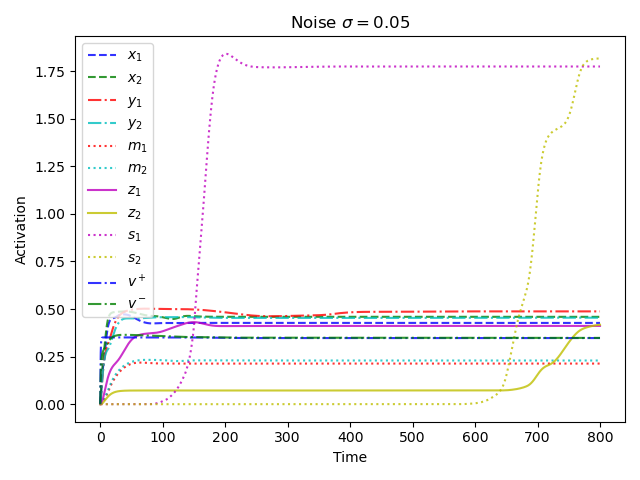 Noise σ = 0.05
Activation
1.75
1.50
1.25
1.00
0.75
0.50
0.25
0.00
x₁
x₂
y₁
y₂
m₁
m₂
z₁
z₂
s₁
s₂
v⁺
v⁻
0 100 200 300 400 500 600 700 800
Time